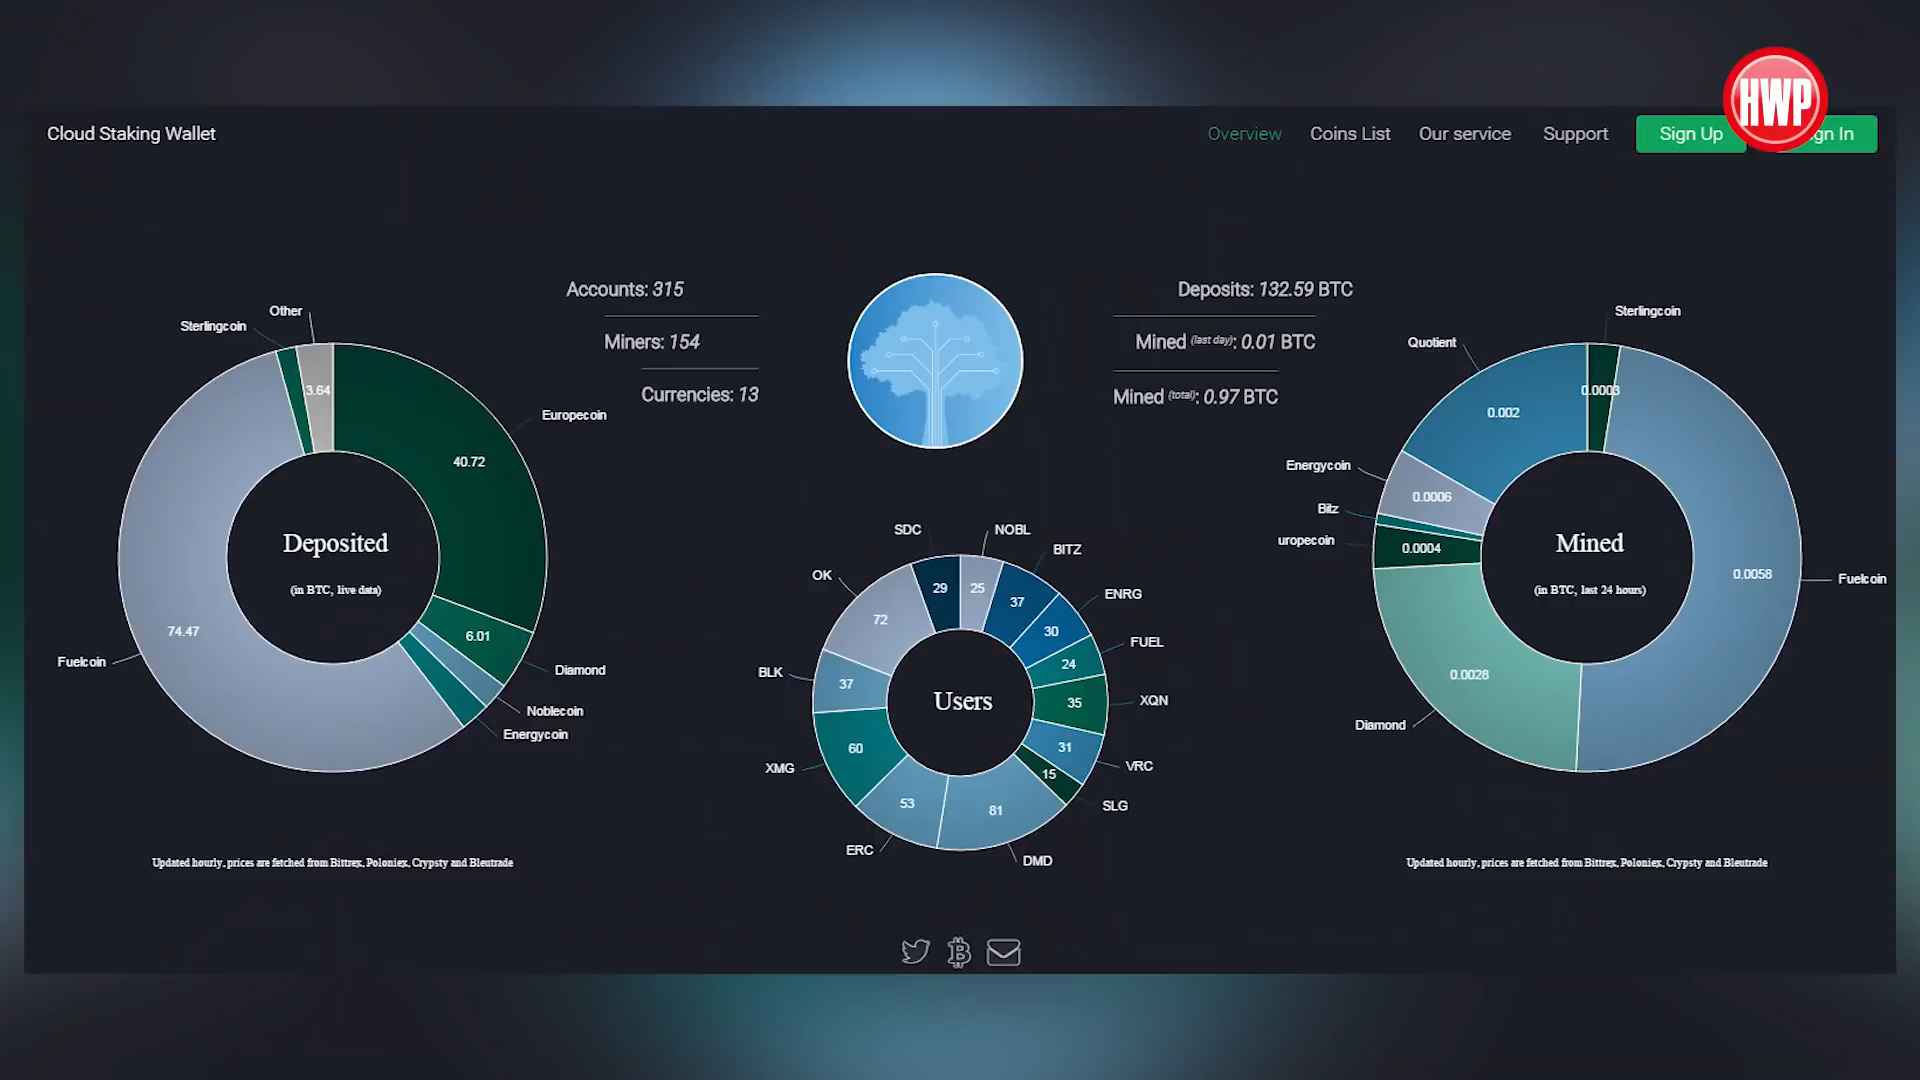 HWP
Cloud Staking Wallet
Overview
Coins List
Our service
Support
Sign Up
gn In
Accounts: 315
Miners: 154
Currencies: 13
Deposits: 132.59 BTC
Mined (last day): 0.01 BTC
Mined (total): 0.97 BTC
Other
Sterlingcoin
3.64
Europecoin
40.72
6.01
Diamond
Noblecoin
Energycoin
74.47
Fuelcoin
Deposited
(in BTC, live data)
Updated hourly, prices are fetched from Bittrex, Poloniex, Crypsty and Bleutrade
SDC
NOBL
BITZ
ENRG
FUEL
XQN
VRC
SLG
DMD
ERC
XMG
BLK
OK
29
25
37
30
24
35
31
15
81
53
60
37
72
Users
Sterlingcoin
Quotient
0.0003
0.002
Energycoin
0.0006
Bitz
uropecoin
0.0004
0.0058
Fuelcoin
0.0028
Diamond
Mined
(in BTC, last 24 hours)
Updated hourly, prices are fetched from Bittrex, Poloniex, Crypsty and Bleutrade